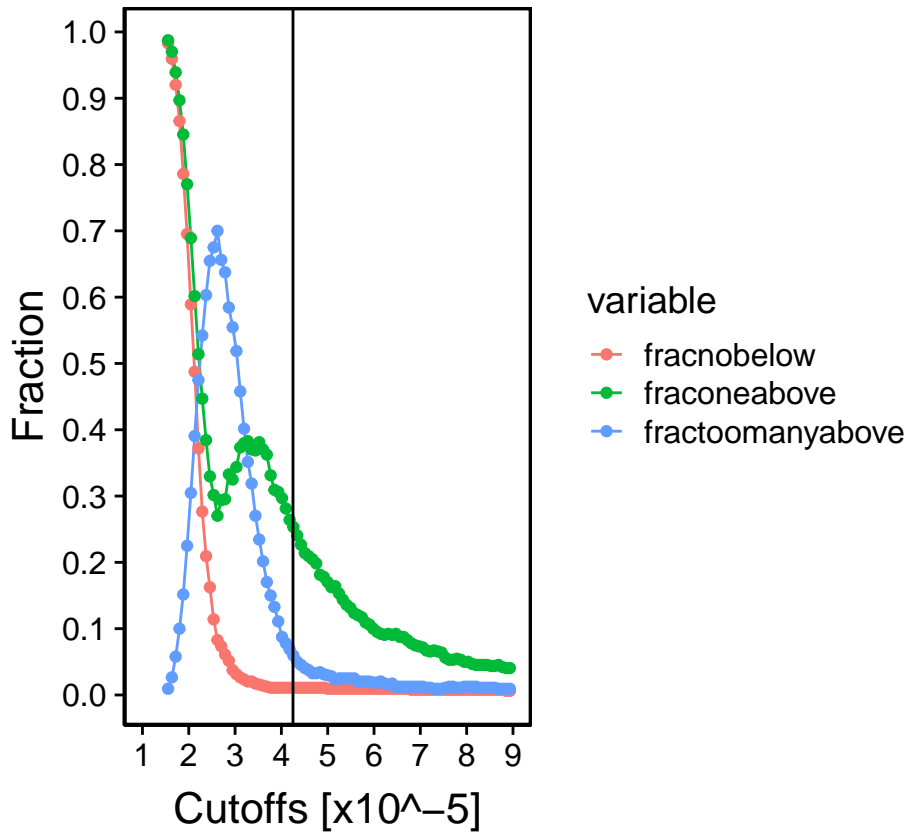 Fraction
1.0
0.9
0.8
0.7
0.6
0.5
0.4
0.3
0.2
0.1
0.0
1 2 3 4 5 6 7 8 9
Cutoffs [x10^−5]
variable
fracnobelow
fraconeabove
fractoomanyabove